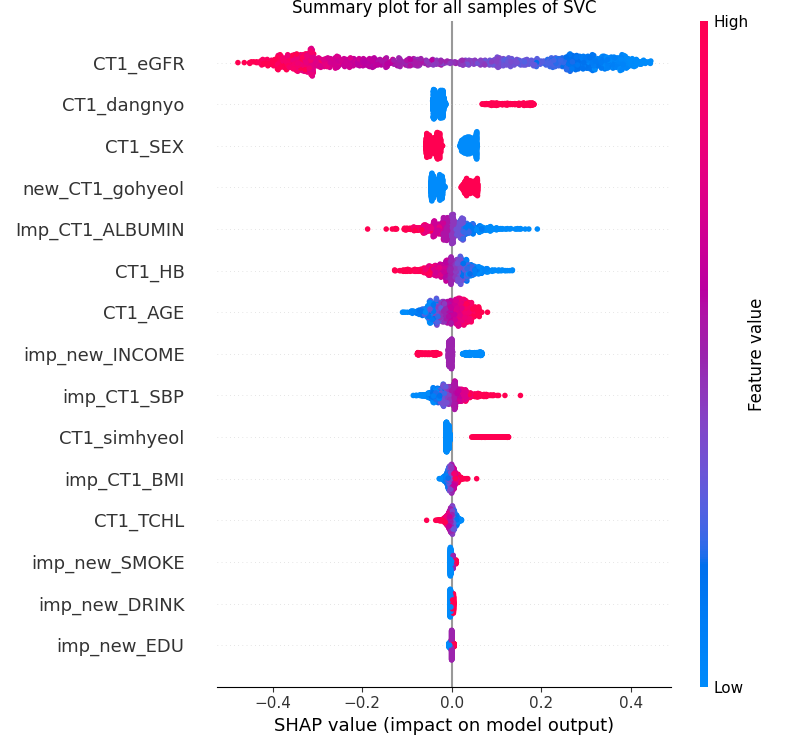 Summary plot for all samples of SVC
High
CT1_eGFR
CT1_dangnyo
CT1_SEX
new_CT1_gohyeol
Imp_CT1_ALBUMIN
CT1_HB
CT1_AGE
imp_new_INCOME
imp_CT1_SBP
CT1_simhyeol
imp_CT1_BMI
CT1_TCHL
imp_new_SMOKE
imp_new_DRINK
imp_new_EDU
Feature value
Low
−0.4 −0.2 0.0 0.2 0.4
SHAP value (impact on model output)